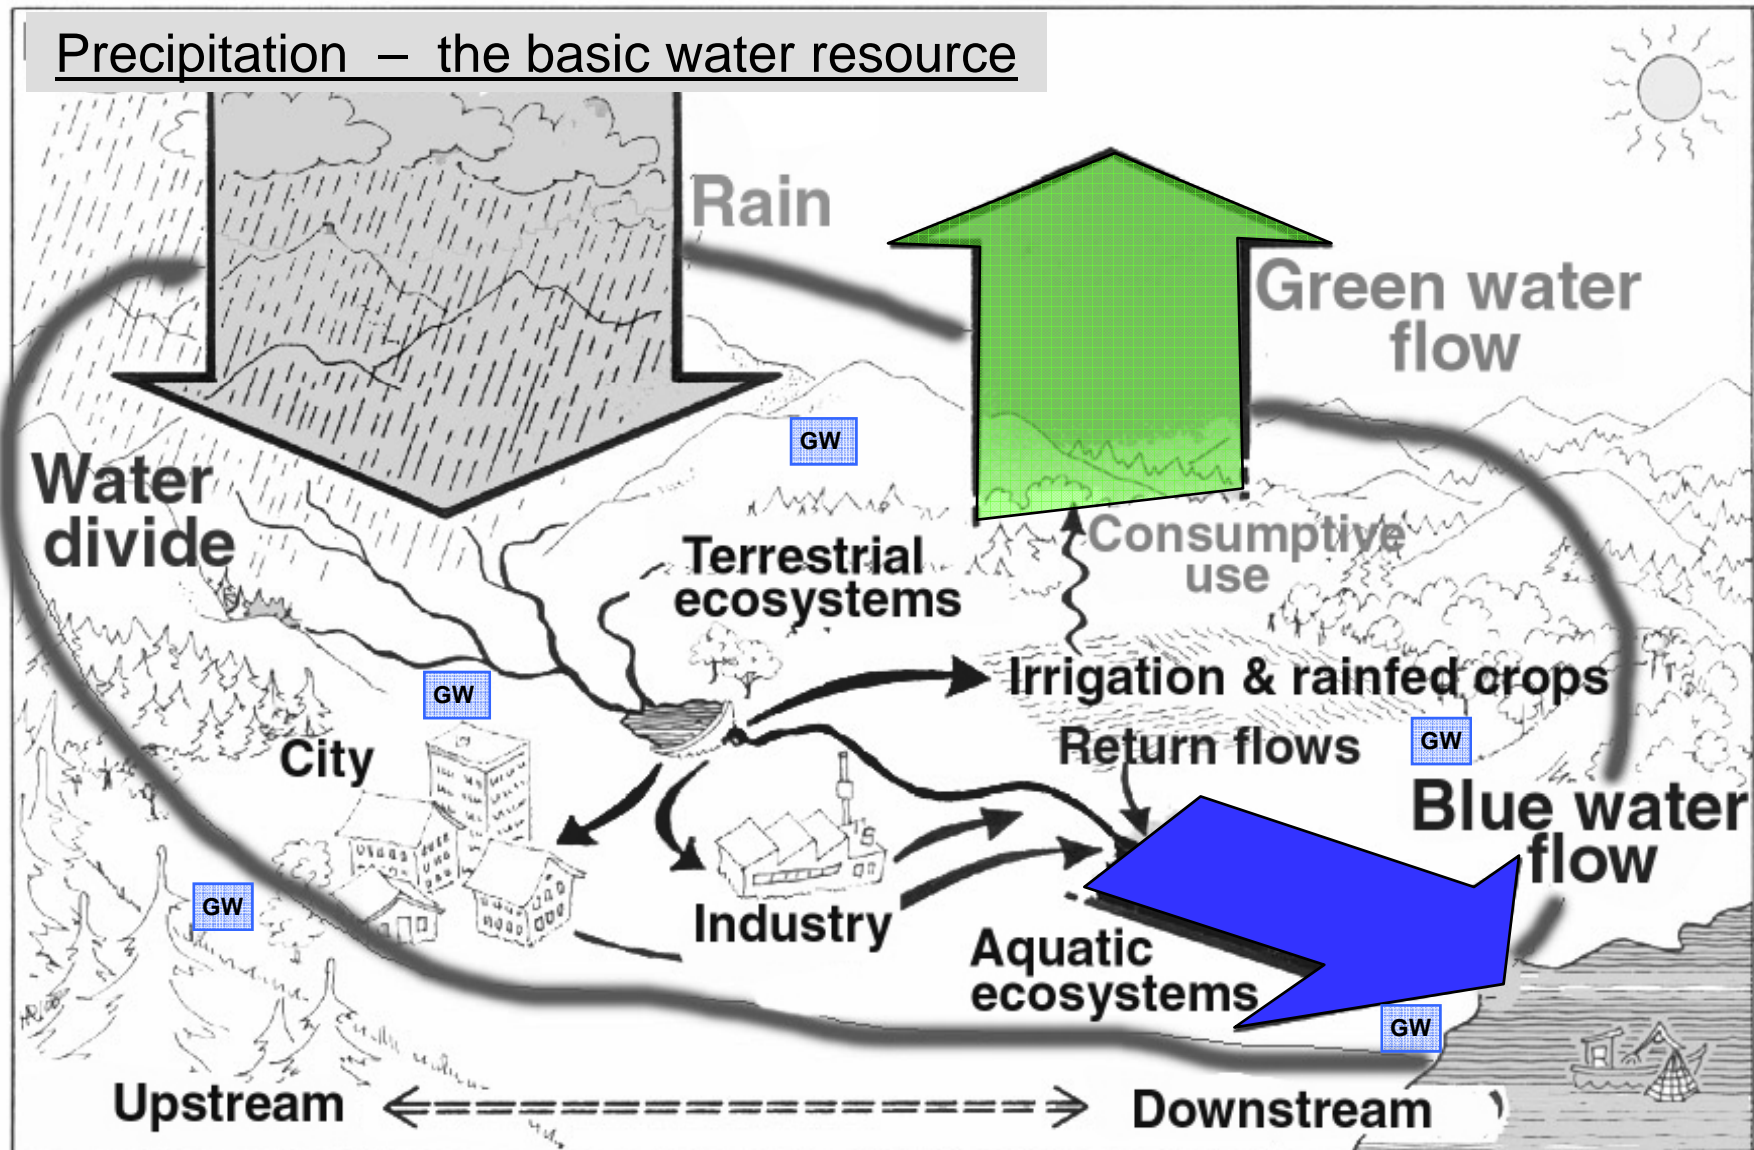 Precipitation – the basic water resource
Rain
Green water
flow
GW
Water
divide
Consumptive
use
Terrestrial
ecosystems
Irrigation & rainfed crops
GW
Return flows
GW
City
Blue water
flow
GW
Industry
Aquatic
ecosystems
GW
Upstream
Downstream